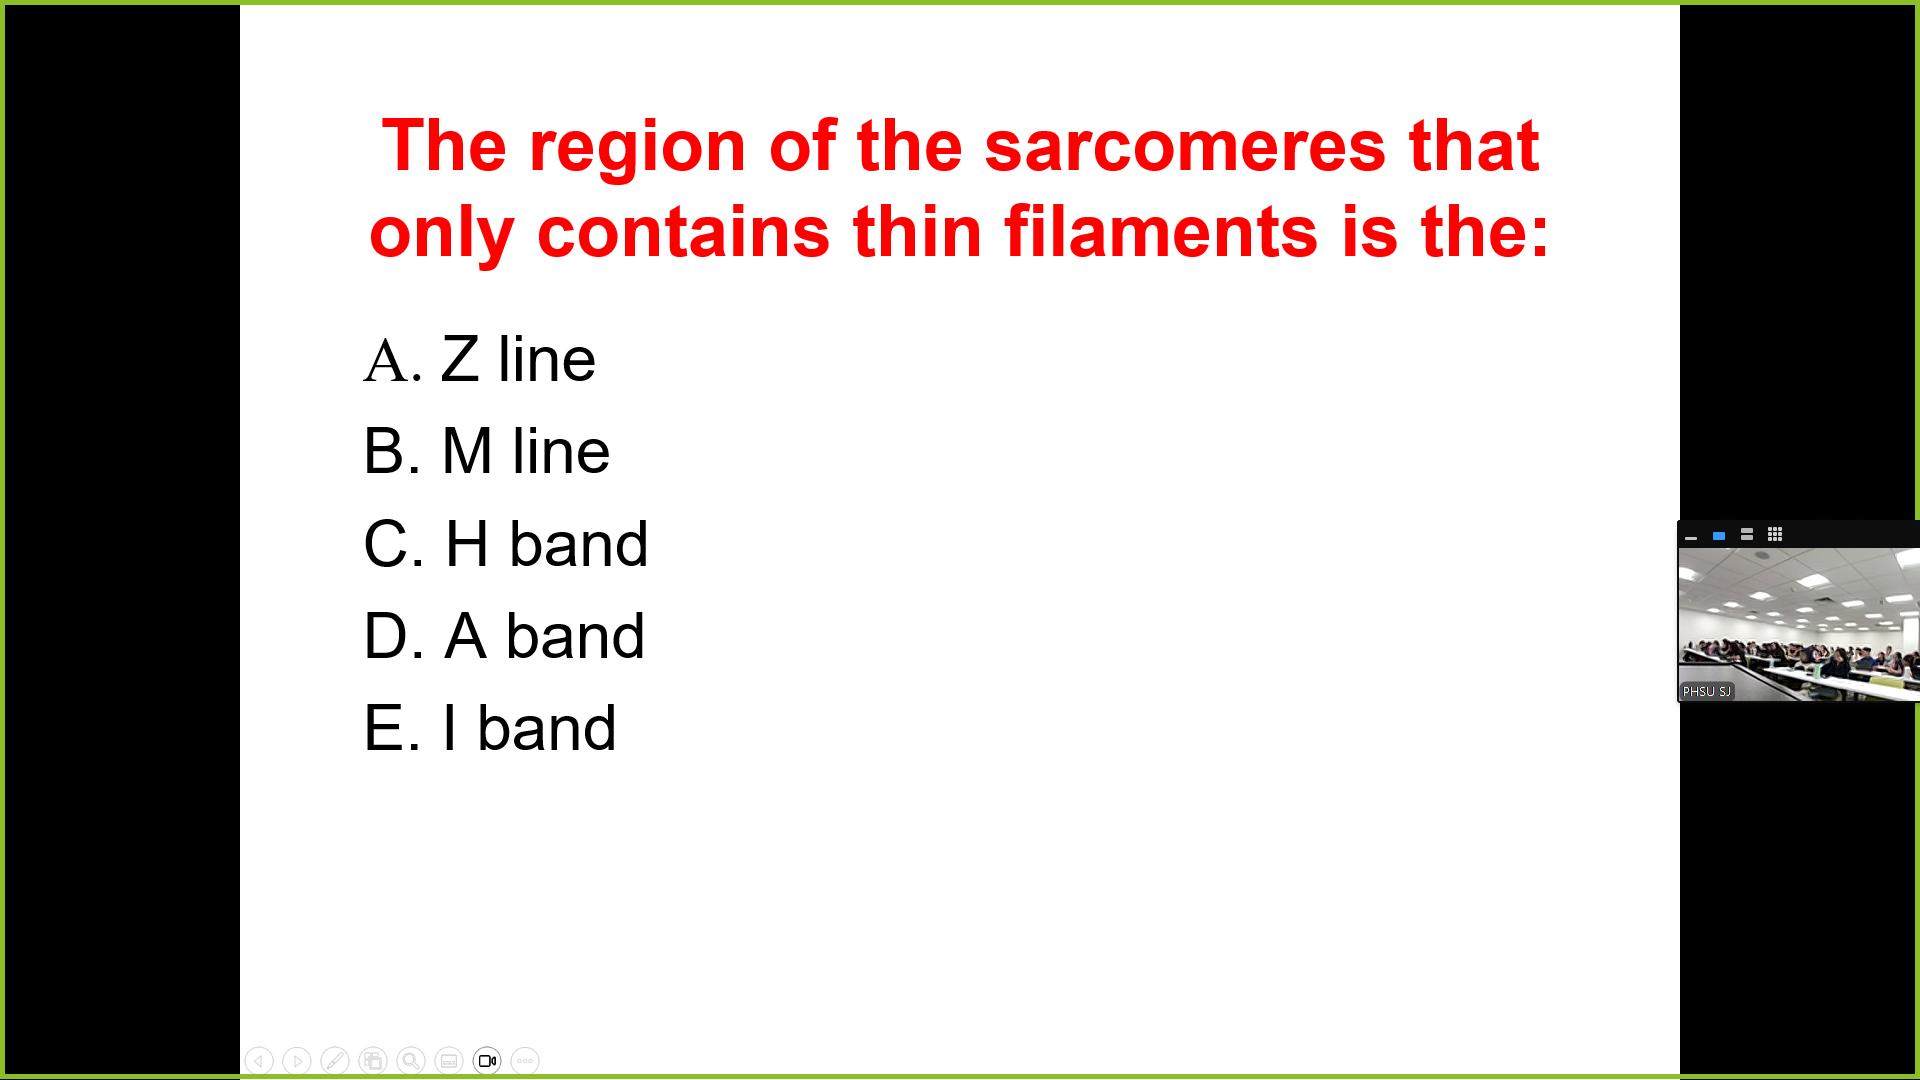 The region of the sarcomeres that
only contains thin filaments is the:
A. Z line
B. M line
C. H band
D. A band
E. I band
PHSU SJ